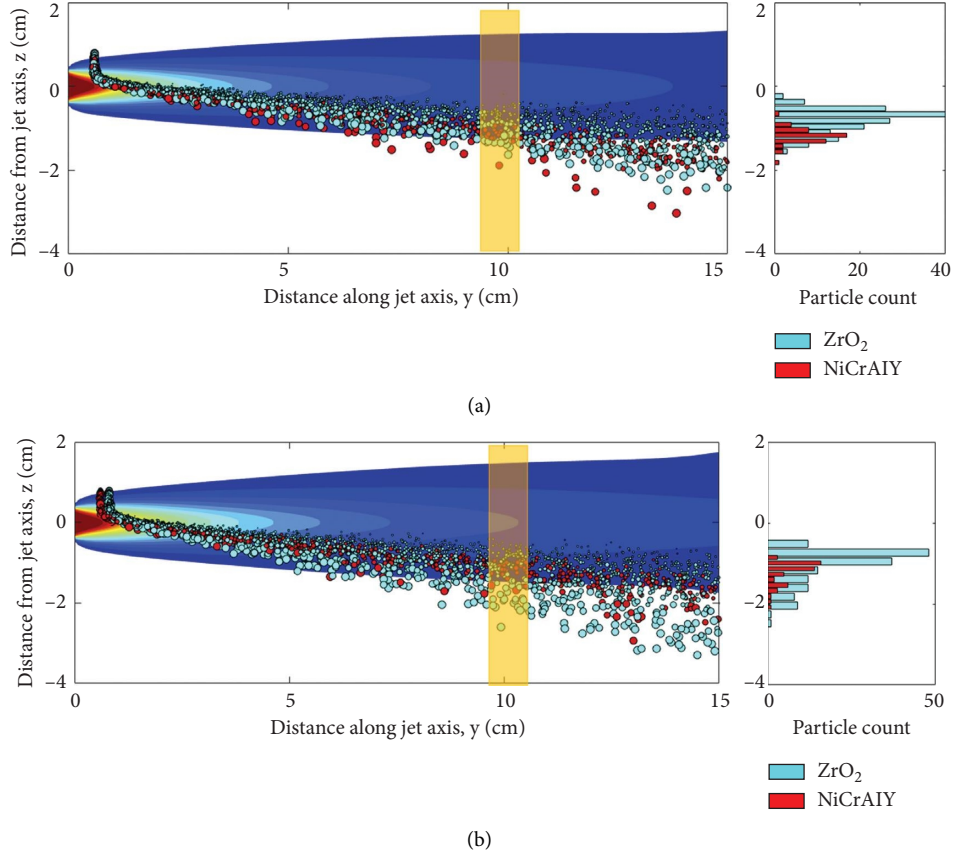 2
0
−2
−4
Distance from jet axis, z (cm)
0
5
10
15
Distance along jet axis, y (cm)
2
0
−2
−4
0
20
40
Particle count
ZrO2
NiCrAIY
(a)
2
0
−2
−4
Distance from jet axis, z (cm)
0
5
10
15
Distance along jet axis, y (cm)
2
0
−2
−4
0
50
Particle count
ZrO2
NiCrAIY
(b)